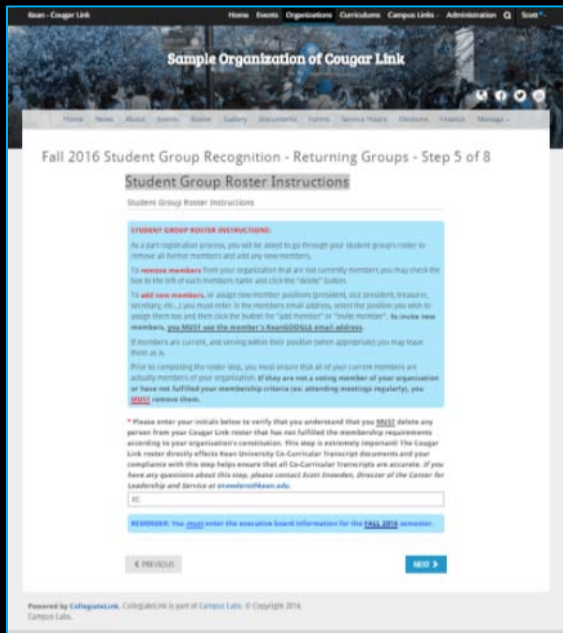 Kean - Cougar Link
Home Events Organizations Curriculums Campus Links Administration Scott
Sample Organization of Cougar Link
Home News About Events Roster Gallery Documents Forms Service Hours Elections Finance Manage
Fall 2016 Student Group Recognition - Returning Groups - Step 5 of 8
Student Group Roster Instructions
Student Group Roster Instructions
STUDENT GROUP ROSTER INSTRUCTIONS:
As a part registration process, you will be asked to go through your student group's roster to
remove all former members and add any new members.
To remove members from your organization that are not currently members you may check the
box to the left of each members name and click the "delete" button.
To add new members, or assign new member positions (president, vice president, treasurer,
secretary, etc...) you must enter in the members email address, select the position you wish to
assign them too and then click the button for "add member" or "invite member". To invite new
members, you MUST use the member's KeanGOOGLE email address.
If members are current, and serving within their position (when appropriate) you may leave
them as is.
Prior to completing the roster step, you must ensure that all of your current members are
actually members of your organization. If they are not a voting member of your organization
or have not fulfilled your membership criteria (ex: attending meetings regularly), you
MUST remove them.
* Please enter your initials below to verify that you understand that you MUST delete any
person from your Cougar Link roster that has not fulfilled the membership requirements
according to your organization's constitution. This step is extremely important! The Cougar
Link roster directly effects Kean University Co-Curricular Transcript documents and your
compliance with this step helps ensure that all Co-Curricular Transcripts are accurate. If you
have any questions about this step, please contact Scott Snowden, Director of the Center for
Leadership and Service at snowdens@kean.edu.
REMINDER: You must enter the executive board information for the FALL 2016 semester.
PREVIOUS
NEXT
Powered by CollegiateLink. CollegiateLink is part of Campus Labs. © Copyright 2016
Campus Labs.